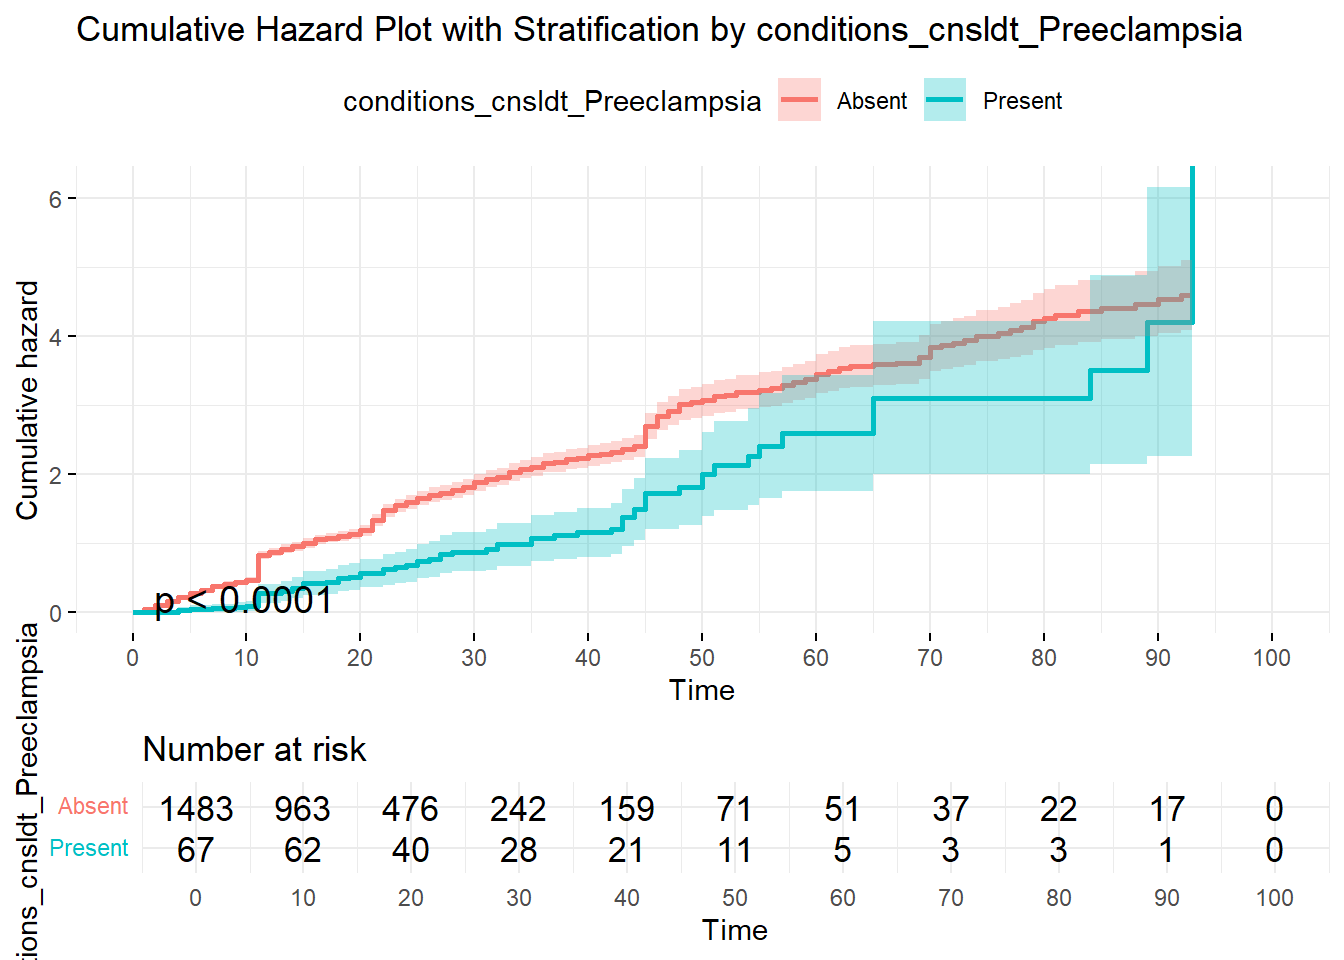 Cumulative Hazard Plot with Stratification by conditions_cnsldt_Preeclampsia
conditions_cnsldt_Preeclampsia Absent Present
Cumulative hazard
6
4
2
0
p < 0.0001
0 10 20 30 40 50 60 70 80 90 100
Time
Number at risk
tions_cnsldt_Preeclampsia
Absent 1483 963 476 242 159 71 51 37 22 17 0
Present 67 62 40 28 21 11 5 3 3 1 0
0 10 20 30 40 50 60 70 80 90 100
Time